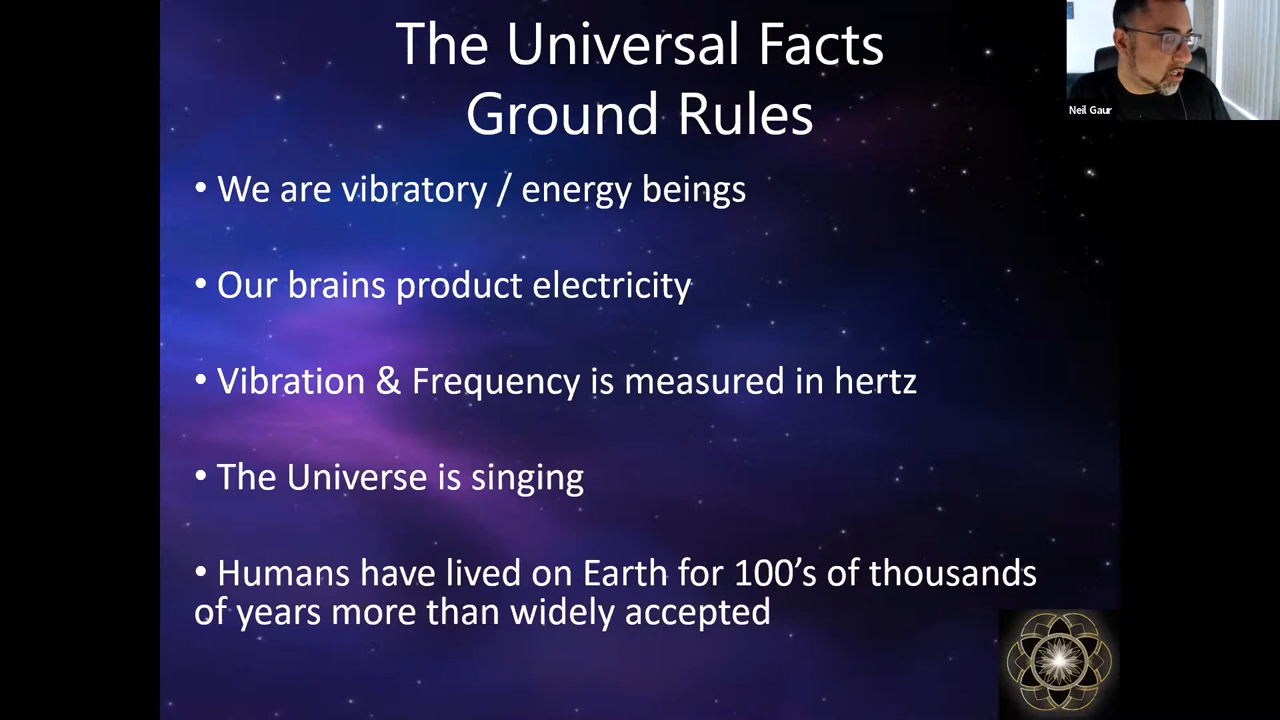 The Universal Facts
Ground Rules
Neil Gaur
• We are vibratory / energy beings
• Our brains product electricity
• Vibration & Frequency is measured in hertz
• The Universe is singing
• Humans have lived on Earth for 100's of thousands
of years more than widely accepted